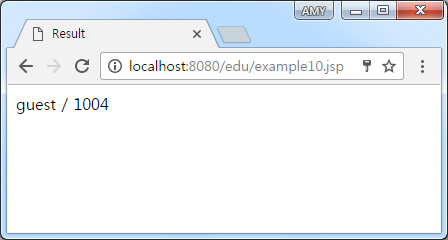 AMY
Result
localhost:8080/edu/example10.jsp
guest / 1004